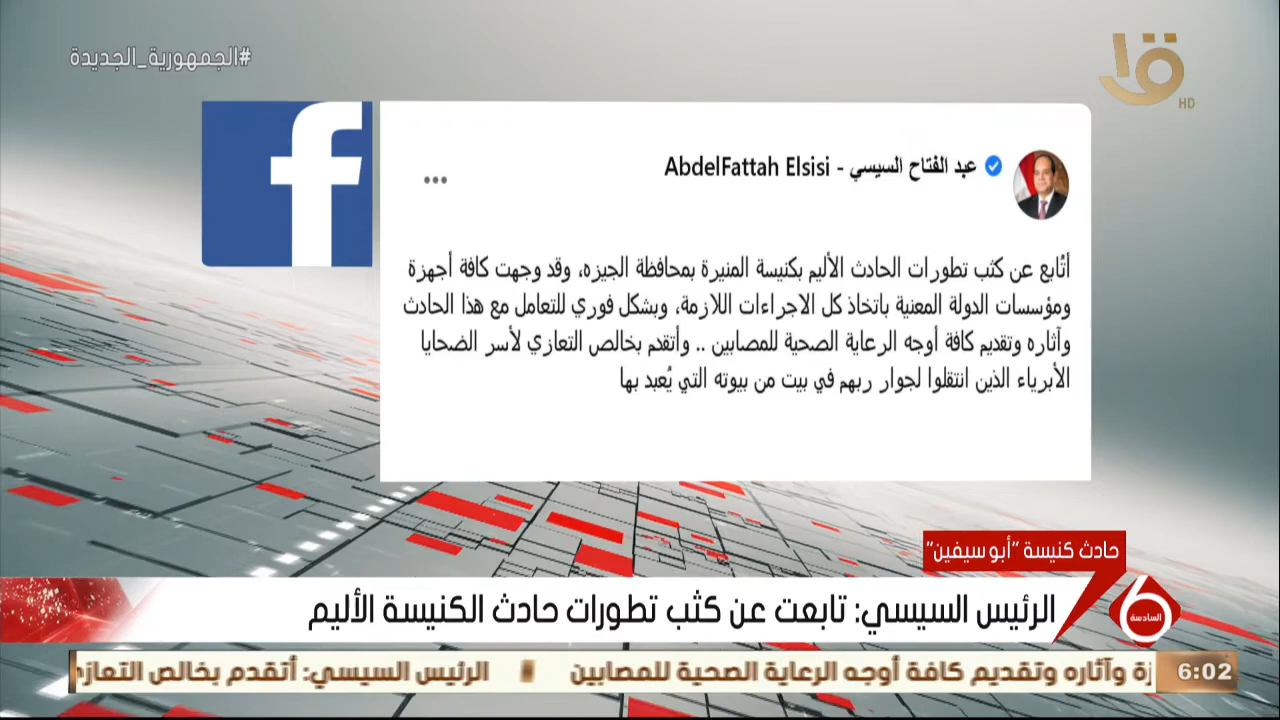 #الجمهورية_الجديدة
HD
عبد الفتاح السيسي - AbdelFattah Elsisi
أتابع عن كثب تطورات الحادث الأليم بكنيسة المنيرة بمحافظة الجيزه، وقد وجهت كافة أجهزة
ومؤسسات الدولة المعنية باتخاذ كل الاجراءات اللازمة، وبشكل فوري للتعامل مع هذا الحادث
وآثاره وتقديم كافة أوجه الرعاية الصحية للمصابين .. وأتقدم بخالص التعازي لأسر الضحايا
الأبرياء الذين انتقلوا لجوار ربهم في بيت من بيوته التي يُعبد بها
حادث كنيسة "أبو سيفين"
6 السادسة
الرئيس السيسي: تابعت عن كثب تطورات حادث الكنيسة الأليم
6:02
وآثاره وتقديم كافة أوجه الرعاية الصحية للمصابين
الرئيس السيسي: أتقدم بخالص